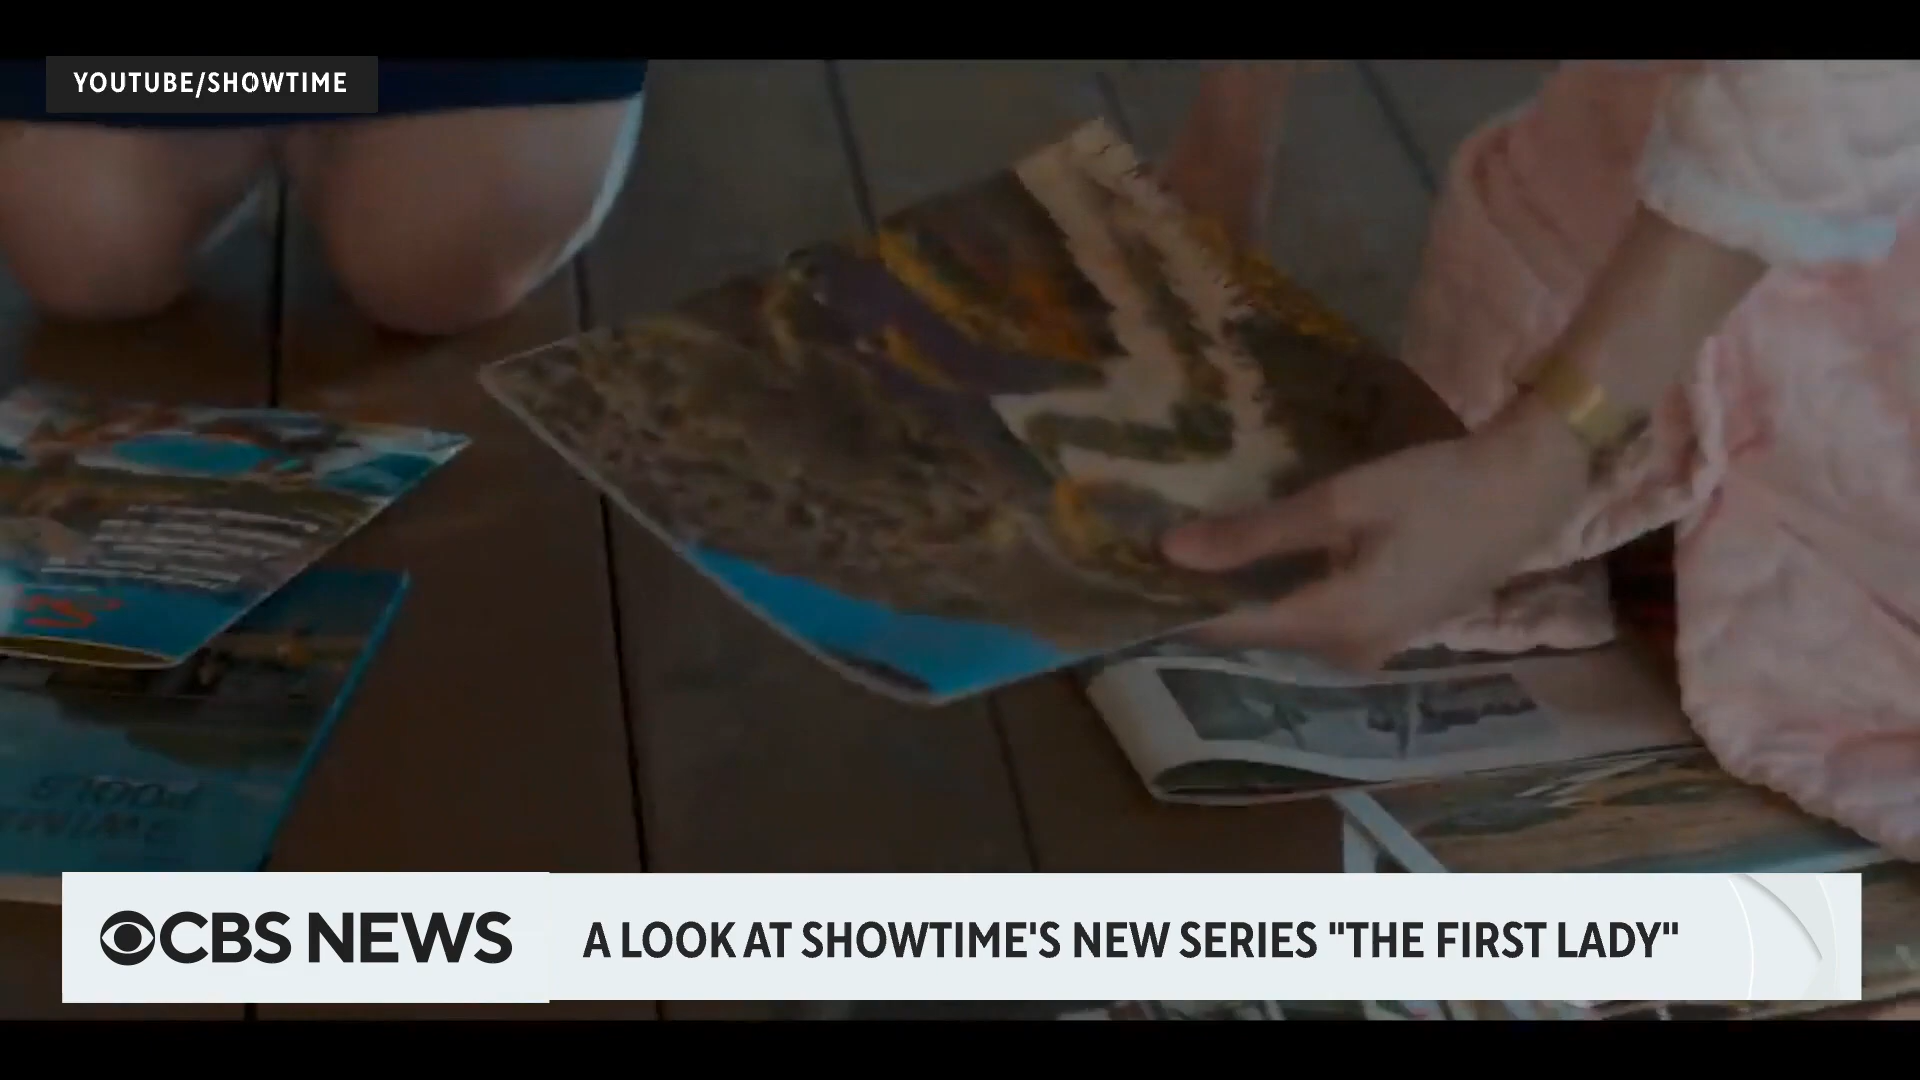 YOUTUBE/SHOWTIME
CBS NEWS
A LOOK AT SHOWTIME'S NEW SERIES "THE FIRST LADY"